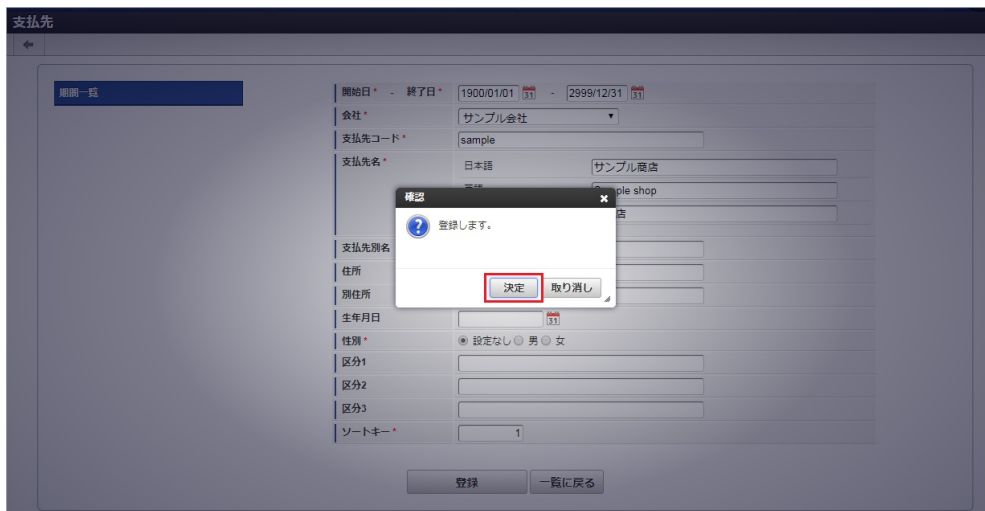 支払先
期間一覧
開始日* - 終了日* 1900/01/01 31 - 2999/12/31 31
会社* サンプル会社
支払先コード* sample
支払先名* 日本語 サンプル商店
ple shop
店
確認
登録します。
決定 取り消し
支払先別名
住所
別住所
生年月日 31
性別* 設定なし 男 女
区分1
区分2
区分3
ソートキー* 1
登録 一覧に戻る